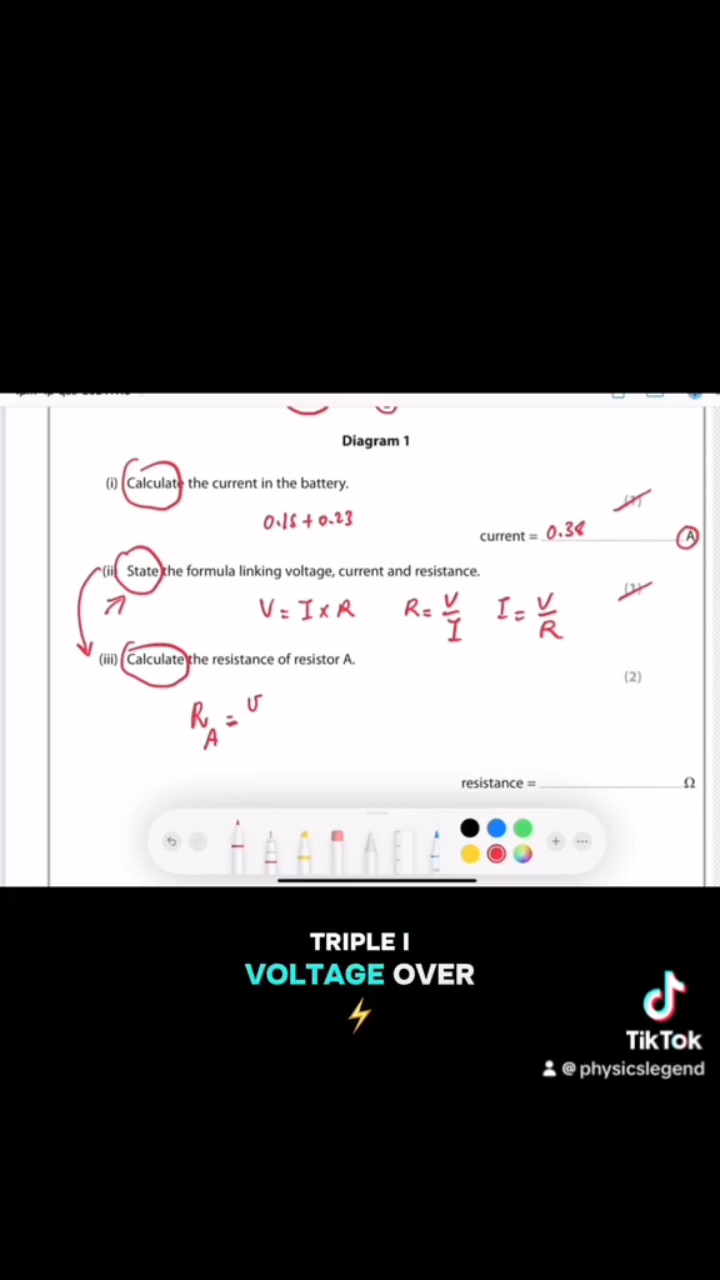 Diagram 1
(i) Calculate the current in the battery.
(1)
0.15 + 0.23
current = 0.38 A
(ii) State the formula linking voltage, current and resistance.
(1)
V = I × R R = V/I I = V/R
(iii) Calculate the resistance of resistor A.
(2)
R_A = V
resistance = Ω
TRIPLE I
VOLTAGE OVER
TikTok
@physicslegend